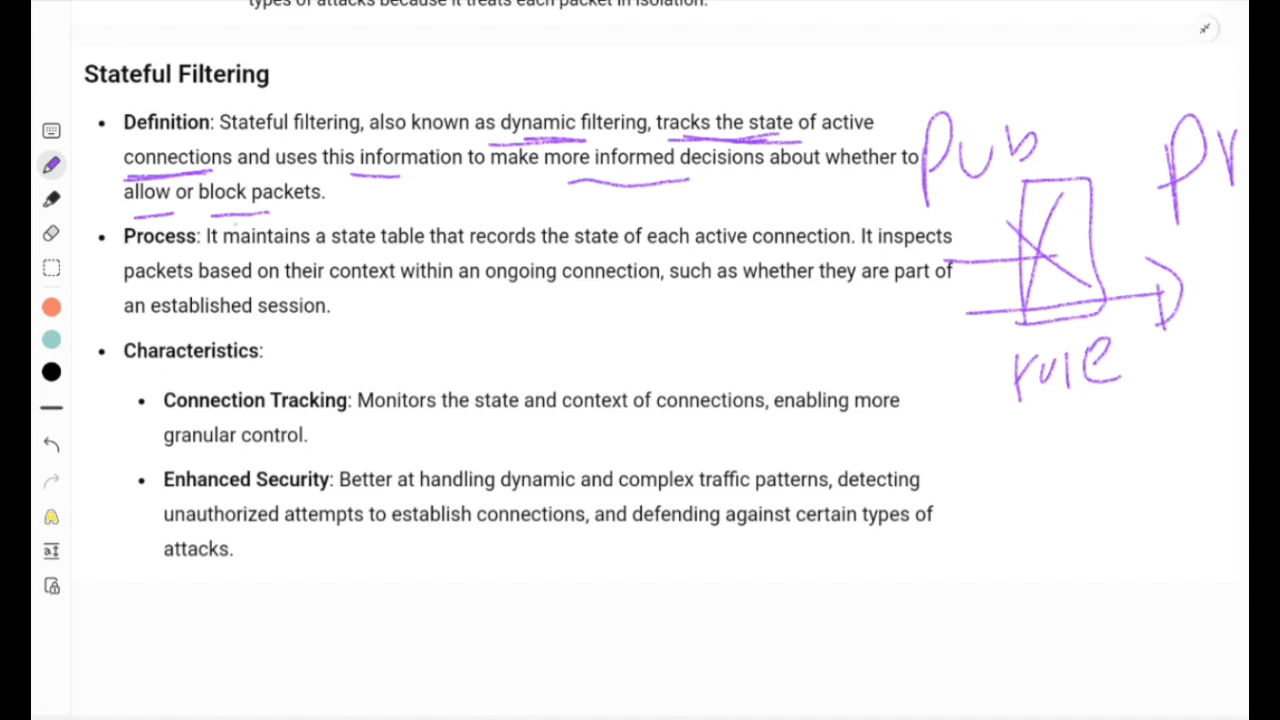 types of attacks because it treats each packet in isolation.
Stateful Filtering
• Definition: Stateful filtering, also known as dynamic filtering, tracks the state of active
connections and uses this information to make more informed decisions about whether to
allow or block packets.
• Process: It maintains a state table that records the state of each active connection. It inspects
packets based on their context within an ongoing connection, such as whether they are part of
an established session.
• Characteristics:
• Connection Tracking: Monitors the state and context of connections, enabling more
granular control.
• Enhanced Security: Better at handling dynamic and complex traffic patterns, detecting
unauthorized attempts to establish connections, and defending against certain types of
attacks.
Pub
Pr
rule